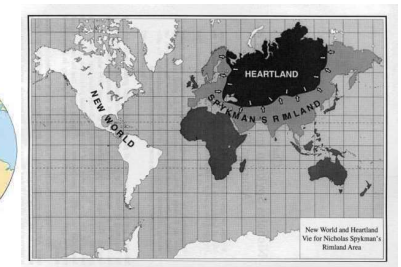 HEARTLAND
SPYKMAN'S RIMLAND
NEW WORLD
New World and Heartland
Vie for Nicholas Spykman's
Rimland Area